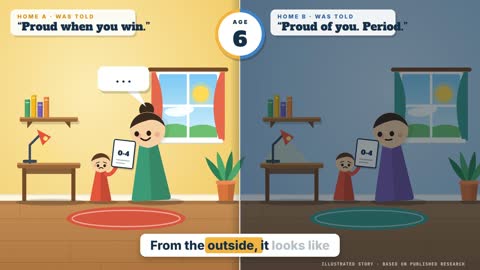 HOME A · WAS TOLD
“Proud when you win.”
AGE
6
HOME B · WAS TOLD
“Proud of you. Period.”
...
0-4
0-4
From the outside, it looks like
ILLUSTRATED STORY · BASED ON PUBLISHED RESEARCH